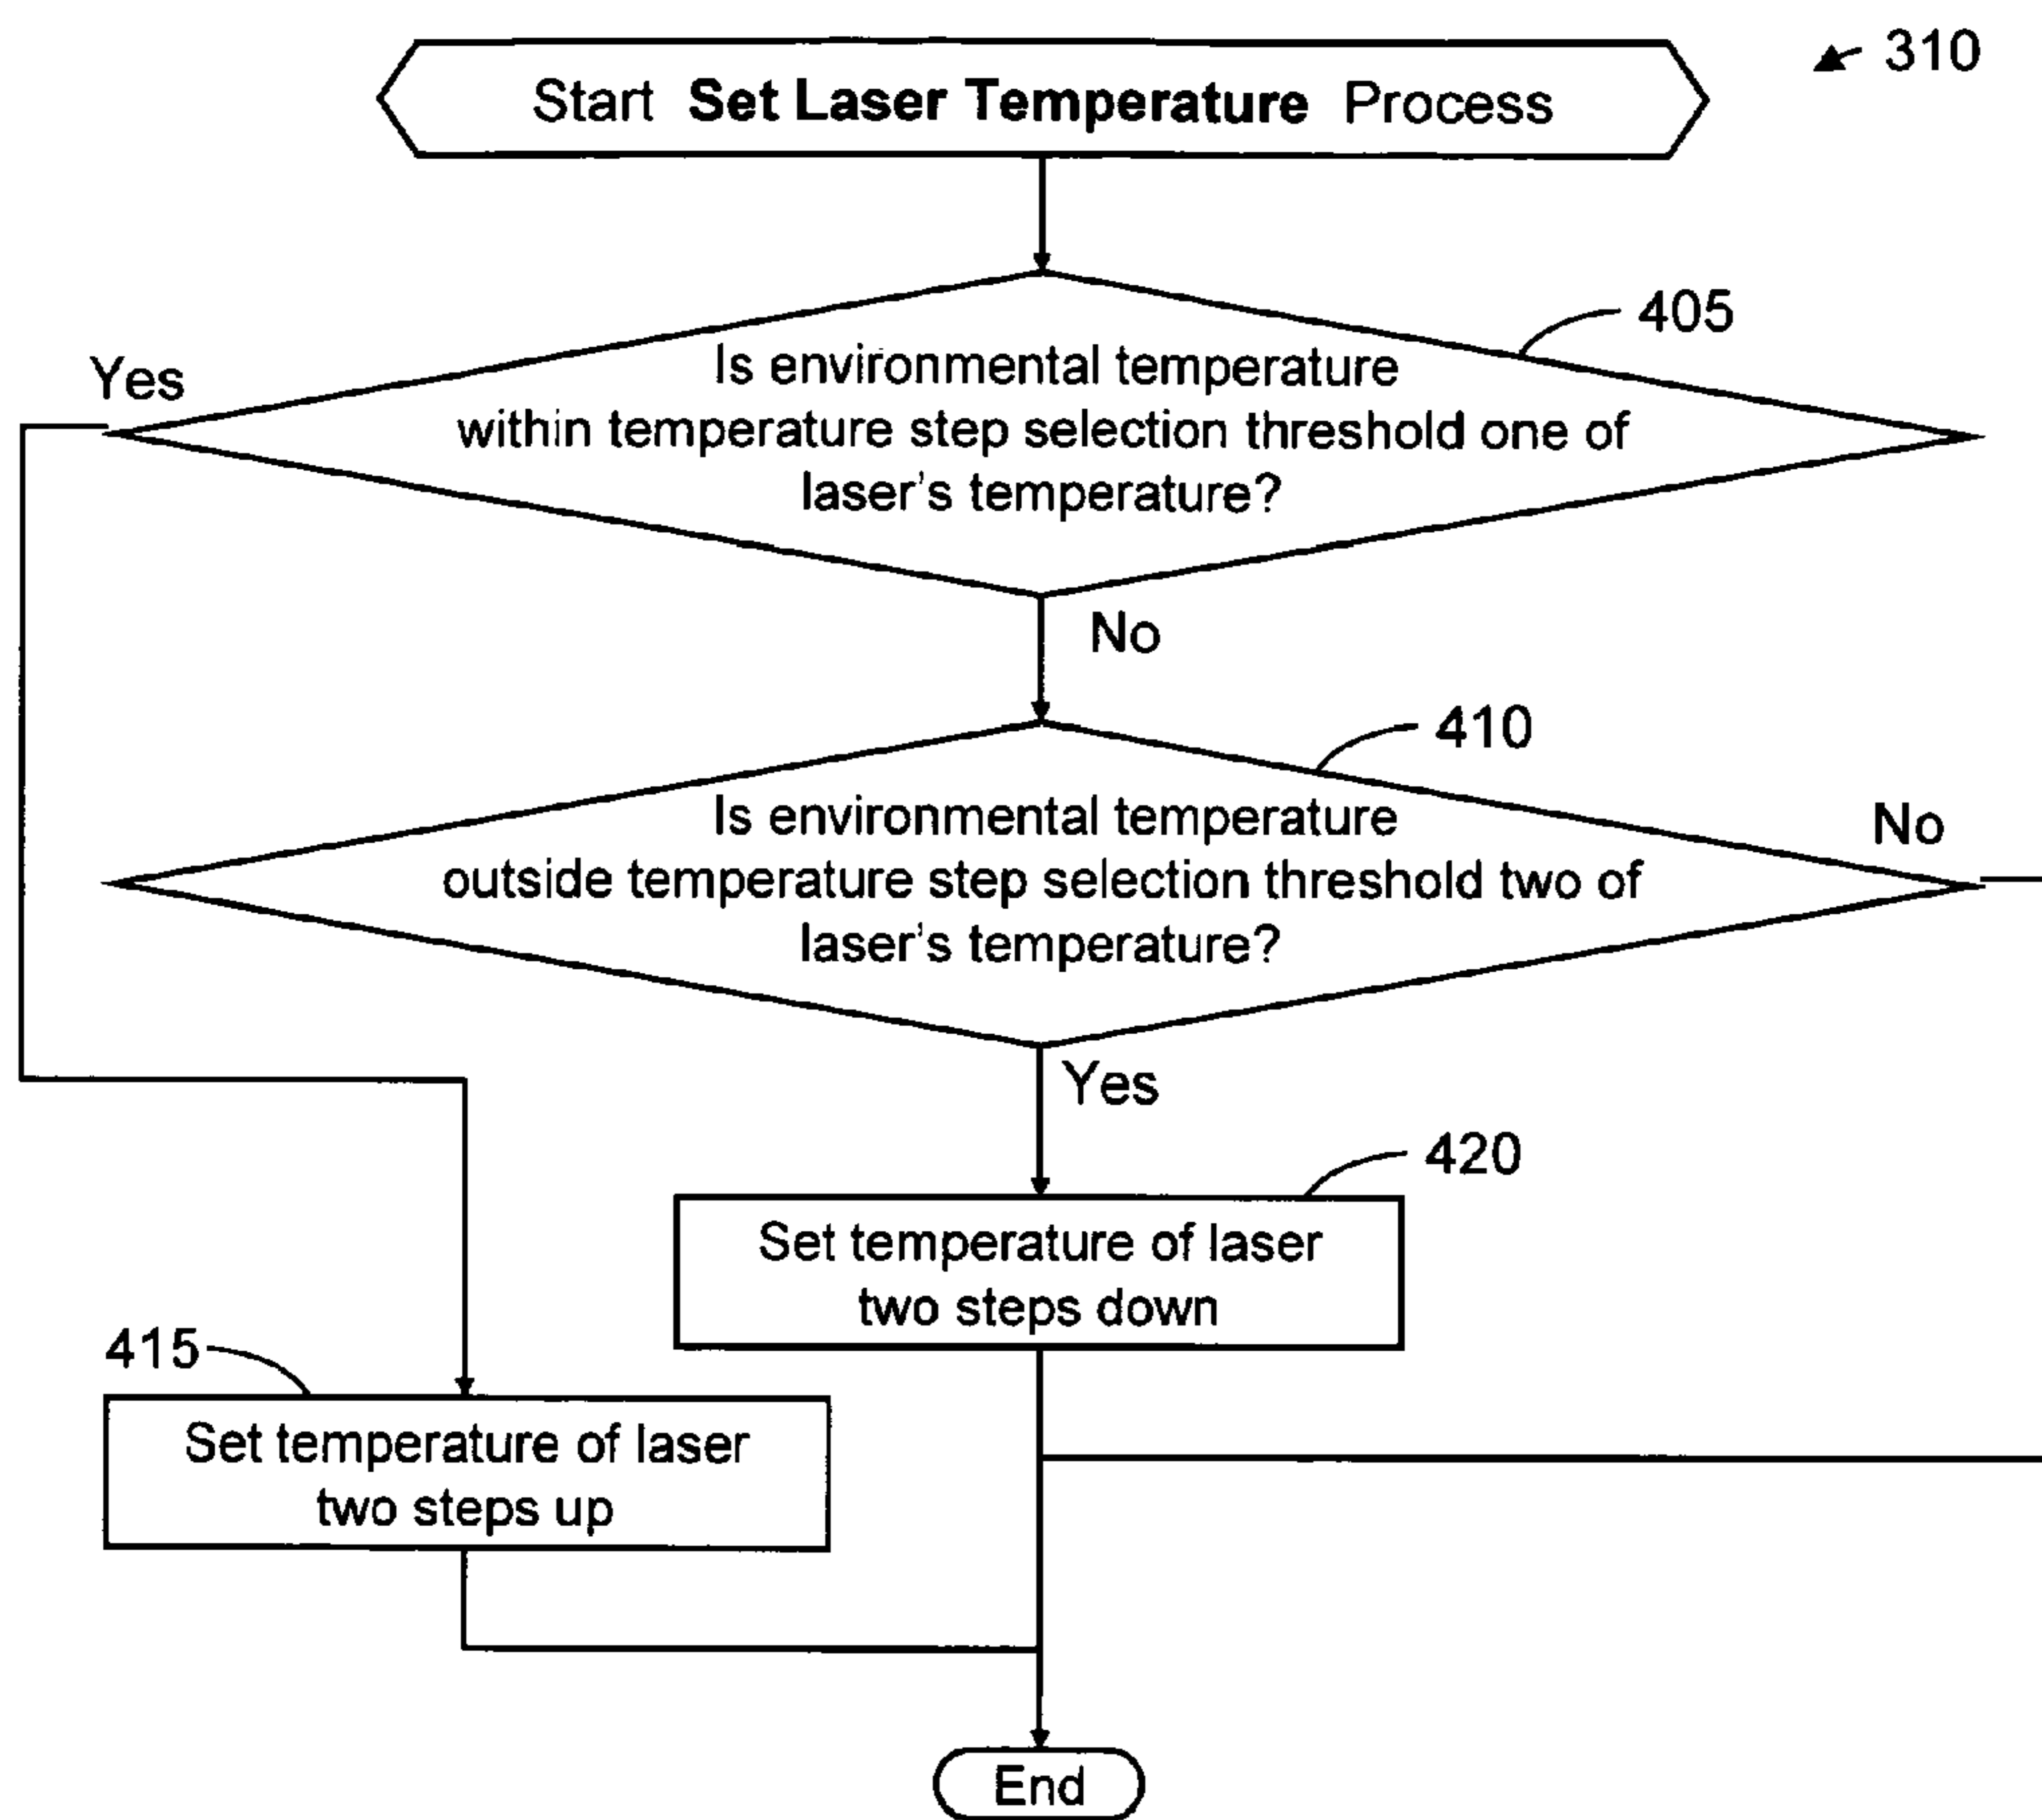 310
Start Set Laser Temperature Process
405
Yes
Is environmental temperature
within temperature step selection threshold one of
laser's temperature?
No
410
Is environmental temperature
outside temperature step selection threshold two of
laser's temperature?
No
Yes
420
Set temperature of laser
two steps down
415
Set temperature of laser
two steps up
End